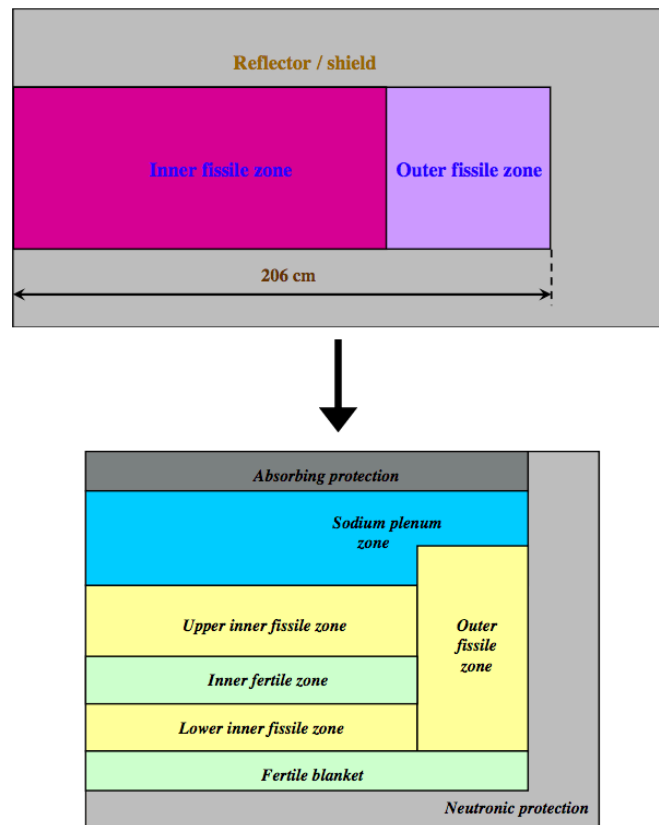 Reflector / shield
Inner fissile zone
Outer fissile zone
206 cm
Absorbing protection
Sodium plenum
zone
Upper inner fissile zone
Outer
fissile
zone
Inner fertile zone
Lower inner fissile zone
Fertile blanket
Neutronic protection